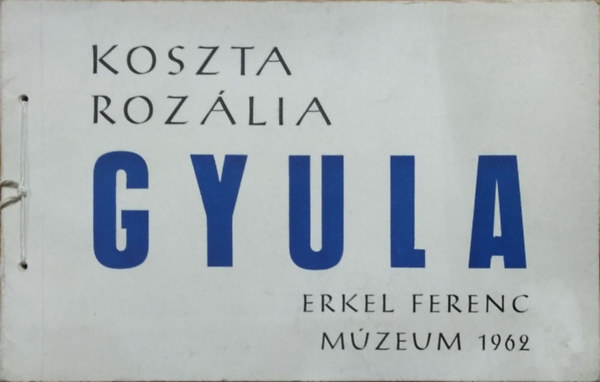 KOSZTA
ROZÁLIA
GYULA
ERKEL FERENC
MÚZEUM 1962